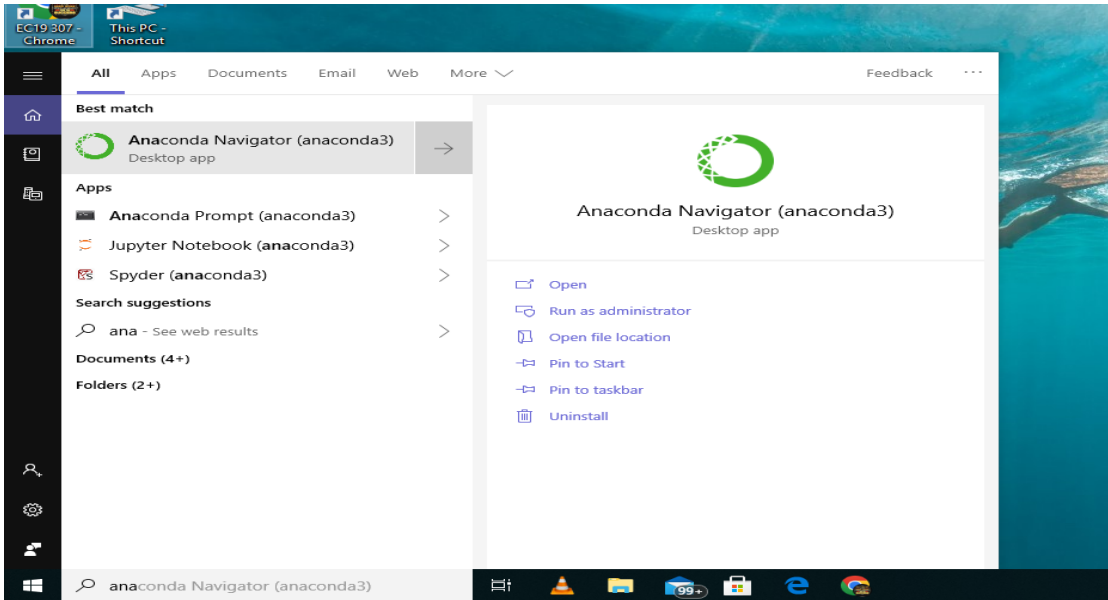 EC19 307 -
Chrome
This PC -
Shortcut
All Apps Documents Email Web More Feedback ...
Best match
Anaconda Navigator (anaconda3)
Desktop app
Apps
Anaconda Prompt (anaconda3)
Jupyter Notebook (anaconda3)
Spyder (anaconda3)
Search suggestions
ana - See web results
Documents (4+)
Folders (2+)
Anaconda Navigator (anaconda3)
Desktop app
Open
Run as administrator
Open file location
Pin to Start
Pin to taskbar
Uninstall
anaconda Navigator (anaconda3)
99+